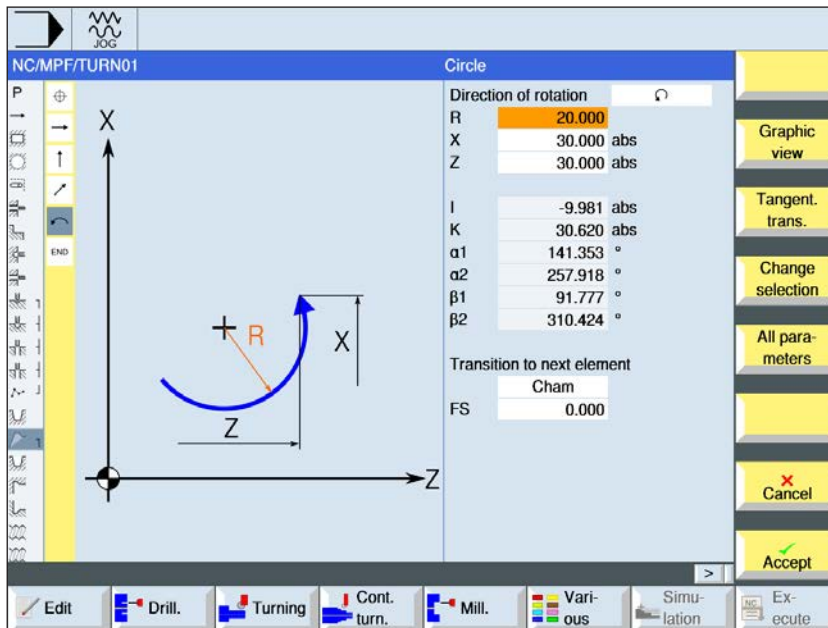 JOG
NC/MPF/TURN01
Circle
P
END
X
R
X
Z
Z
Direction of rotation
R 20.000
X 30.000 abs
Z 30.000 abs
I -9.981 abs
K 30.620 abs
α1 141.353 °
α2 257.918 °
β1 91.777 °
β2 310.424 °
Transition to next element
Cham
FS 0.000
Graphic
view
Tangent.
trans.
Change
selection
All para-
meters
Cancel
Accept
>
Edit
Drill.
Turning
Cont.
turn.
Mill.
Vari-
ous
Simu-
lation
NC
Ex-
ecute